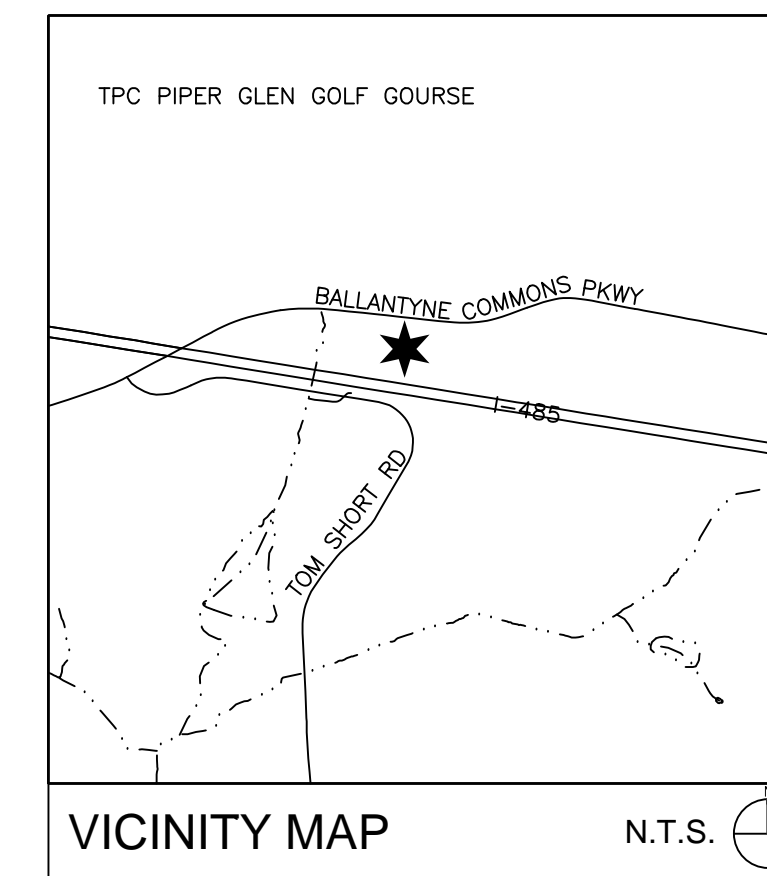 TPC PIPER GLEN GOLF GOURSE
BALLANTYNE COMMONS PKWY
I-485
TOM SHORT RD
VICINITY MAP
N.T.S.